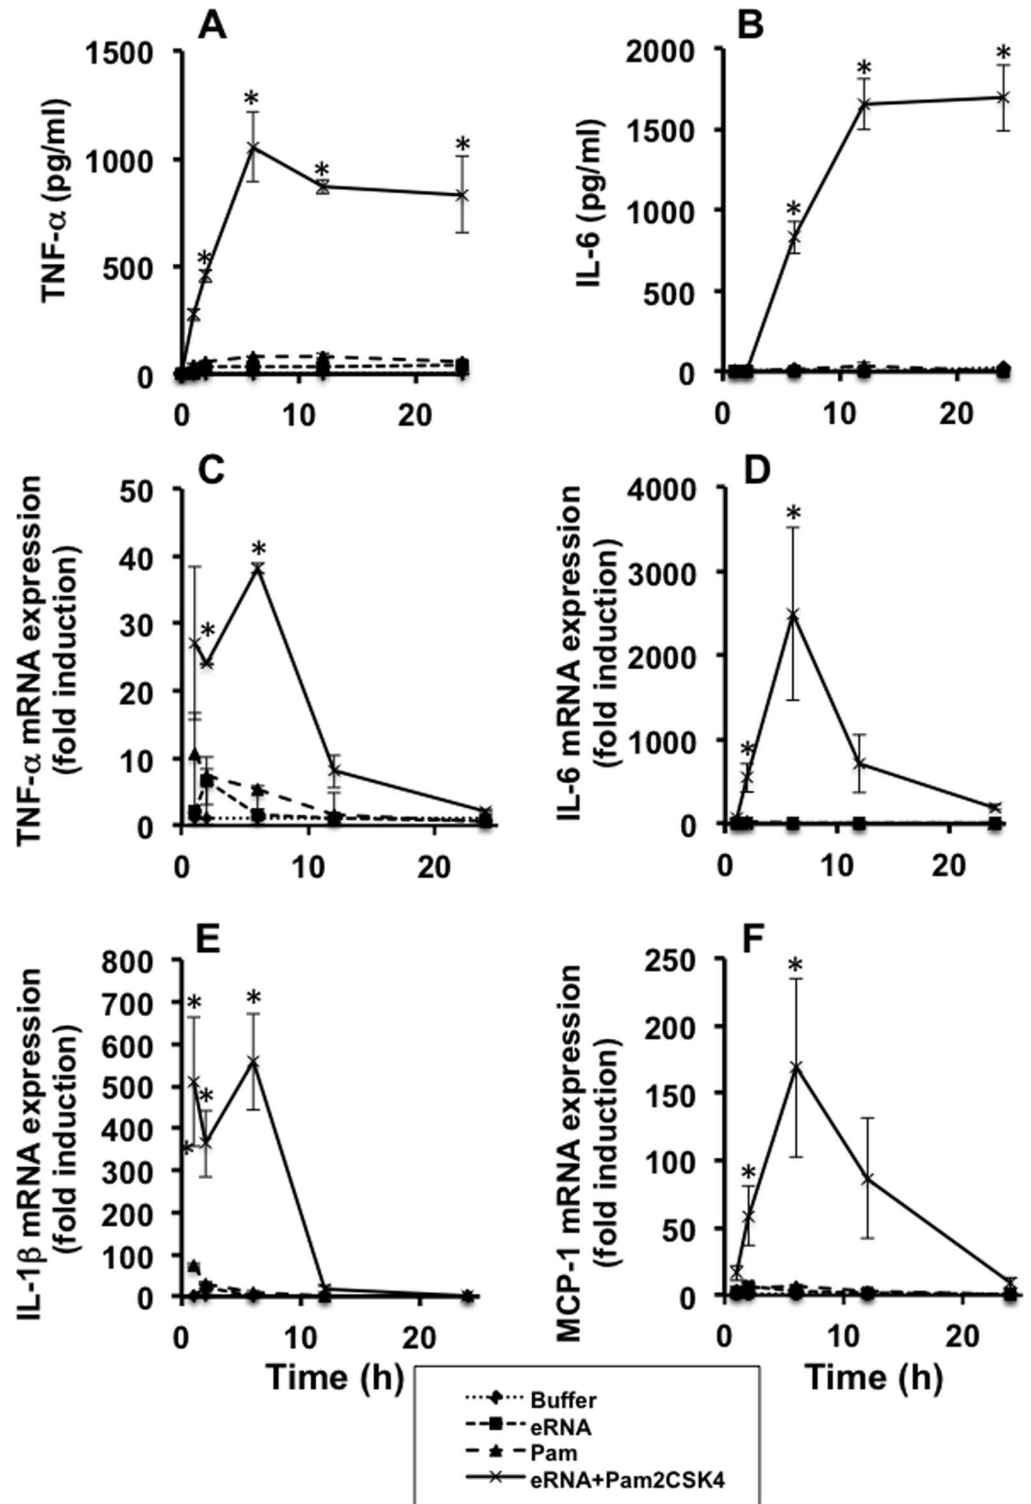 A
TNF-α (pg/ml)
1500
1000
500
0
0 10 20
*
*
*
*
B
IL-6 (pg/ml)
2000
1500
1000
500
0
0 10 20
*
*
*
C
TNF-α mRNA expression
(fold induction)
50
40
30
20
10
0
0 10 20
*
*
D
IL-6 mRNA expression
(fold induction)
4000
3000
2000
1000
0
0 10 20
*
*
E
IL-1β mRNA expression
(fold induction)
800
700
600
500
400
300
200
100
0
0 10 20
Time (h)
*
*
*
*
F
MCP-1 mRNA expression
(fold induction)
250
200
150
100
50
0
0 10 20
Time (h)
*
*
Buffer
eRNA
Pam
eRNA+Pam2CSK4